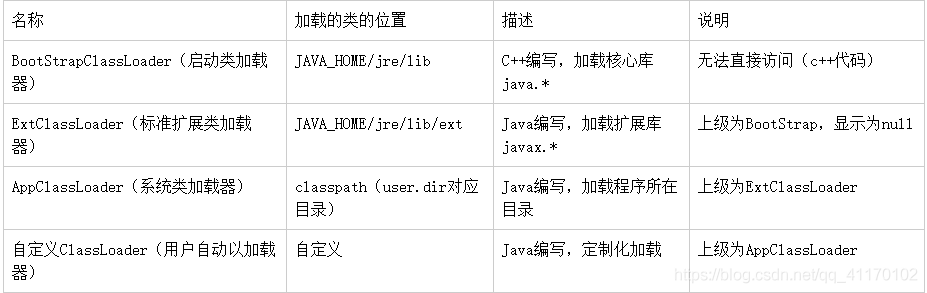 名称 加载的类的位置 描述 说明
BootStrapClassLoader（启动类加载 JAVA_HOME/jre/lib C++编写，加载核心库 无法直接访问（c++代码）
器） java.*
ExtClassLoader（标准扩展类加载 JAVA_HOME/jre/lib/ext Java编写，加载扩展库 上级为BootStrap，显示为null
器） javax.*
AppClassLoader（系统类加载器） classpath（user.dir对应 Java编写，加载程序所在 上级为ExtClassLoader
目录） 目录
自定义ClassLoader（用户自动以加载 自定义 Java编写，定制化加载 上级为AppClassLoader
器）
https://blog.csdn.net/qq_41170102